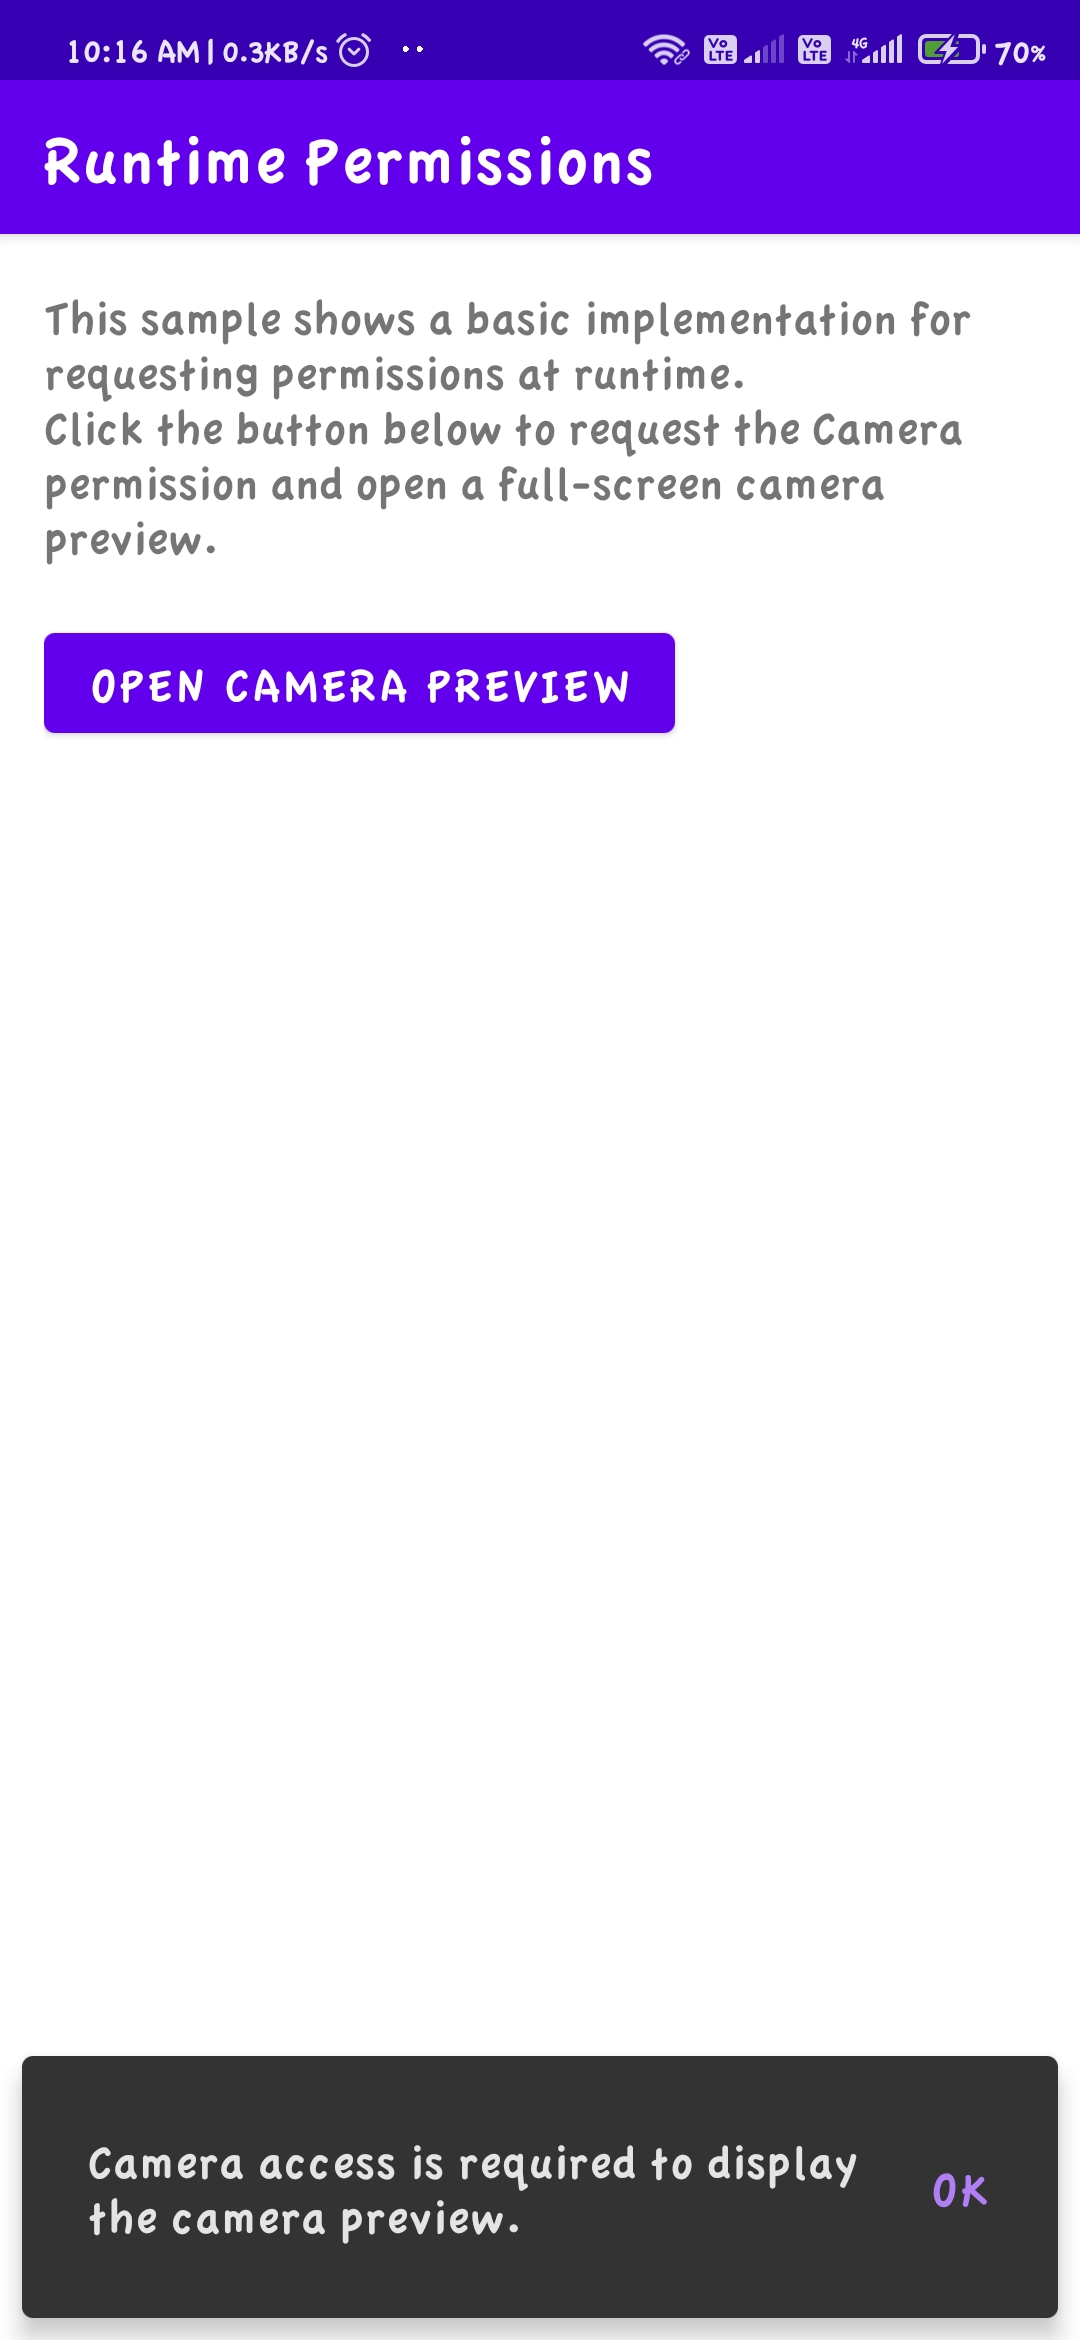 10:16 AM | 0.3KB/s
Vo LTE Vo LTE 4G 70%
Runtime Permissions
This sample shows a basic implementation for
requesting permissions at runtime.
Click the button below to request the Camera
permission and open a full-screen camera
preview.
OPEN CAMERA PREVIEW
Camera access is required to display
the camera preview.
OK